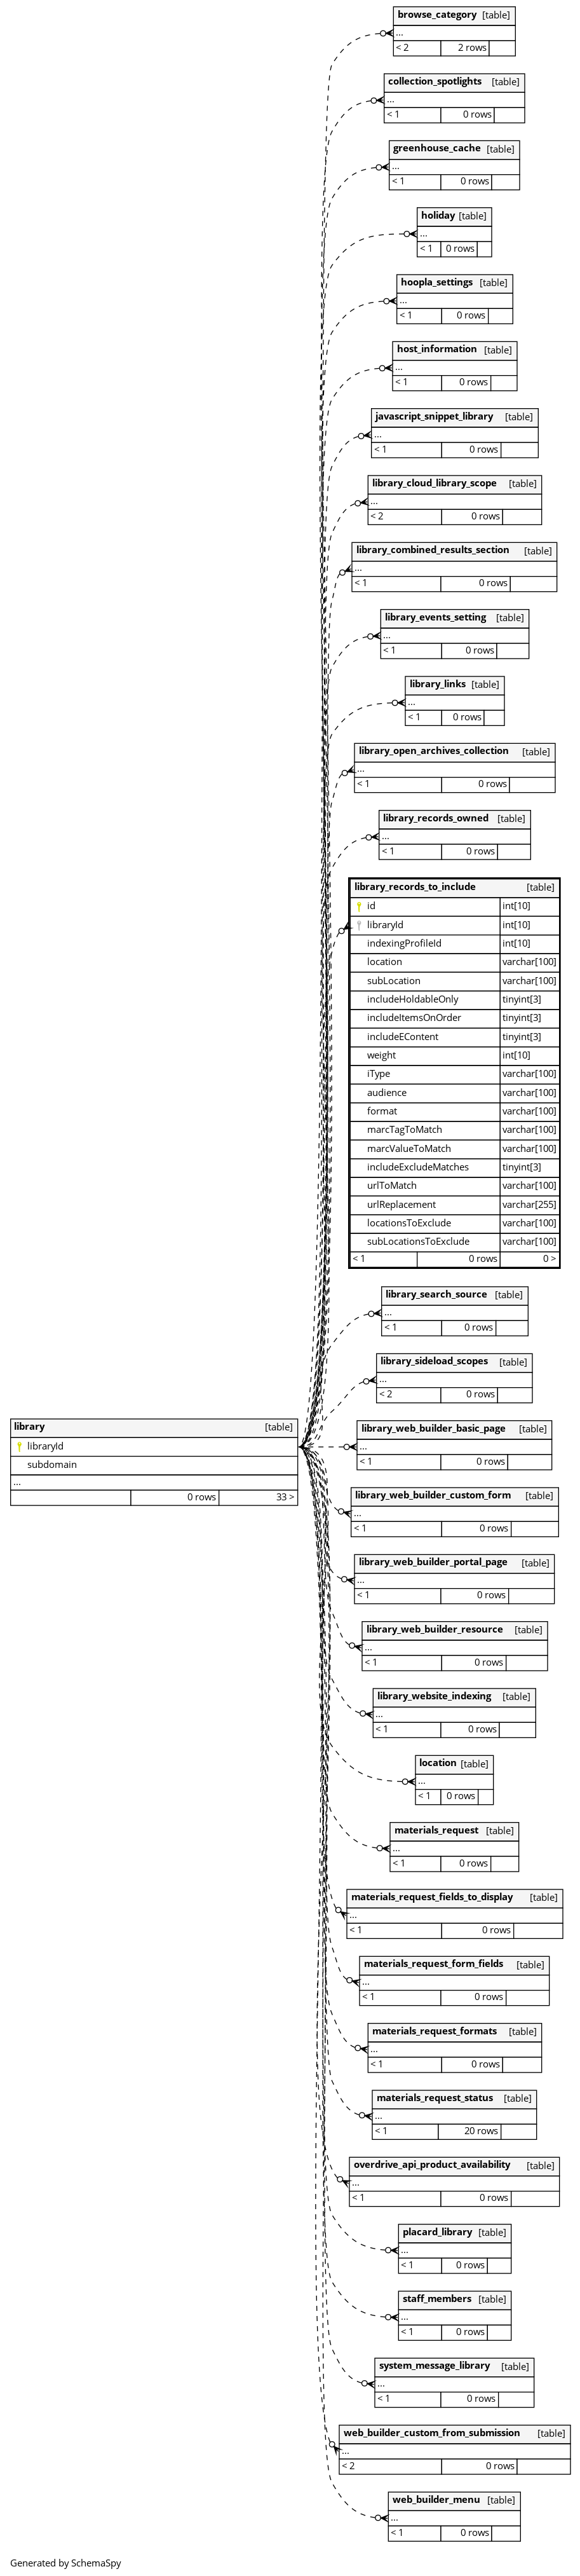 browse_category [table]
...
< 2 2 rows
collection_spotlights [table]
...
< 1 0 rows
greenhouse_cache [table]
...
< 1 0 rows
holiday [table]
...
< 1 0 rows
hoopla_settings [table]
...
< 1 0 rows
host_information [table]
...
< 1 0 rows
javascript_snippet_library [table]
...
< 1 0 rows
library_cloud_library_scope [table]
...
< 2 0 rows
library_combined_results_section [table]
...
< 1 0 rows
library_events_setting [table]
...
< 1 0 rows
library_links [table]
...
< 1 0 rows
library_open_archives_collection [table]
...
< 1 0 rows
library_records_owned [table]
...
< 1 0 rows
library_records_to_include [table]
id int[10]
libraryId int[10]
indexingProfileId int[10]
location varchar[100]
subLocation varchar[100]
includeHoldableOnly tinyint[3]
includeItemsOnOrder tinyint[3]
includeEContent tinyint[3]
weight int[10]
iType varchar[100]
audience varchar[100]
format varchar[100]
marcTagToMatch varchar[100]
marcValueToMatch varchar[100]
includeExcludeMatches tinyint[3]
urlToMatch varchar[100]
urlReplacement varchar[255]
locationsToExclude varchar[100]
subLocationsToExclude varchar[100]
< 1 0 rows 0 >
library_search_source [table]
...
< 1 0 rows
library_sideload_scopes [table]
...
< 2 0 rows
library [table]
libraryId
subdomain
...
0 rows 33 >
library_web_builder_basic_page [table]
...
< 1 0 rows
library_web_builder_custom_form [table]
...
< 1 0 rows
library_web_builder_portal_page [table]
...
< 1 0 rows
library_web_builder_resource [table]
...
< 1 0 rows
library_website_indexing [table]
...
< 1 0 rows
location [table]
...
< 1 0 rows
materials_request [table]
...
< 1 0 rows
materials_request_fields_to_display [table]
...
< 1 0 rows
materials_request_form_fields [table]
...
< 1 0 rows
materials_request_formats [table]
...
< 1 0 rows
materials_request_status [table]
...
< 1 20 rows
overdrive_api_product_availability [table]
...
< 1 0 rows
placard_library [table]
...
< 1 0 rows
staff_members [table]
...
< 1 0 rows
system_message_library [table]
...
< 1 0 rows
web_builder_custom_from_submission [table]
...
< 2 0 rows
web_builder_menu [table]
...
< 1 0 rows
Generated by SchemaSpy